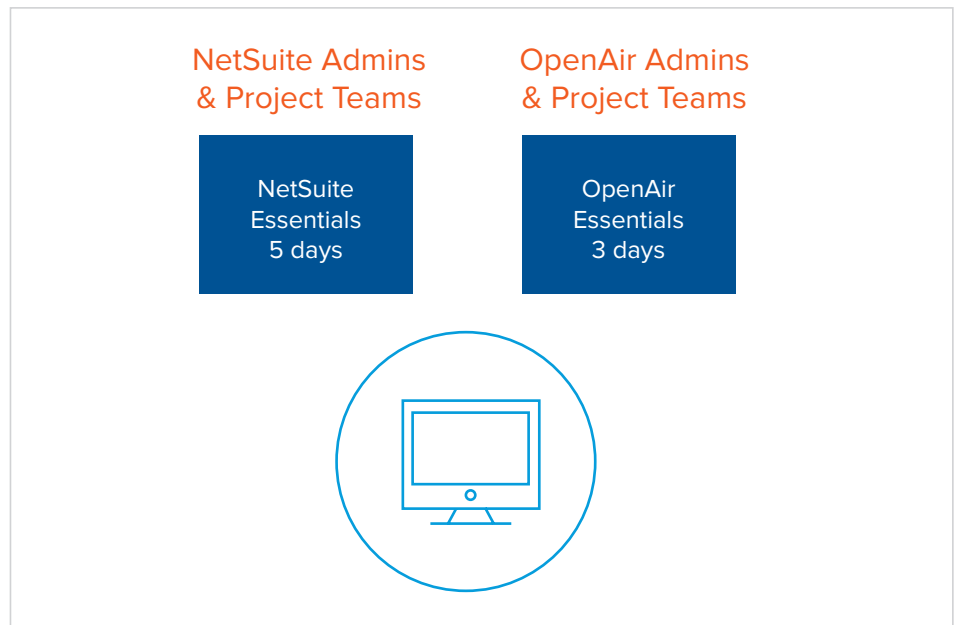 NetSuite Admins
& Project Teams
NetSuite
Essentials
5 days
OpenAir Admins
& Project Teams
OpenAir
Essentials
3 days